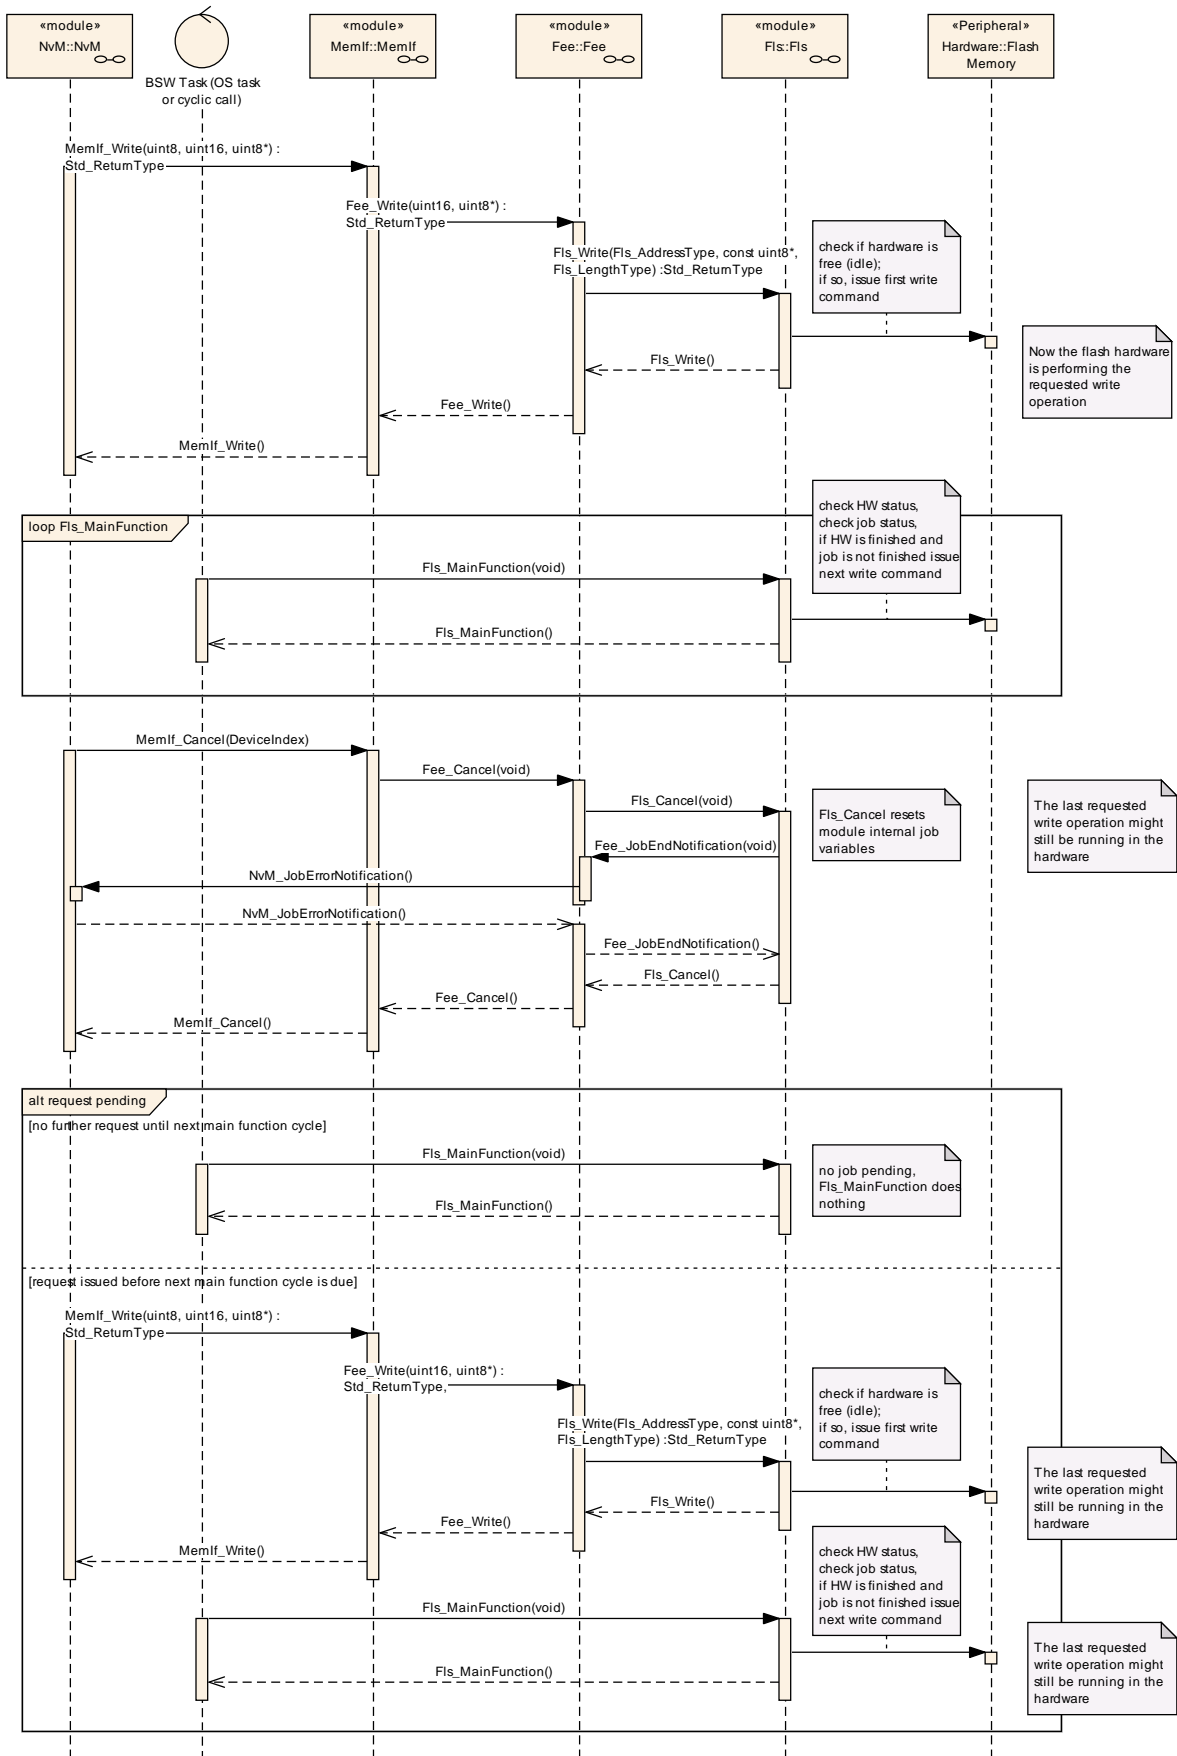 «module»
NvM::NvM
BSW Task (OS task
or cyclic call)
«module»
MemIf::MemIf
«module»
Fee::Fee
«module»
Fls::Fls
«Peripheral»
Hardware::Flash
Memory
MemIf_Write(uint8, uint16, uint8*) :
Std_ReturnType
Fee_Write(uint16, uint8*) :
Std_ReturnType
Fls_Write(Fls_AddressType, const uint8*,
Fls_LengthType) :Std_ReturnType
check if hardware is
free (idle);
if so, issue first write
command
Now the flash hardware
is performing the
requested write
operation
Fls_Write()
Fee_Write()
MemIf_Write()
loop Fls_MainFunction
check HW status,
check job status,
if HW is finished and
job is not finished issue
next write command
Fls_MainFunction(void)
Fls_MainFunction()
MemIf_Cancel(DeviceIndex)
Fee_Cancel(void)
Fls_Cancel(void)
Fls_Cancel resets
module internal job
variables
The last requested
write operation might
still be running in the
hardware
Fee_JobEndNotification(void)
NvM_JobErrorNotification()
NvM_JobErrorNotification()
Fee_JobEndNotification()
Fls_Cancel()
Fee_Cancel()
MemIf_Cancel()
alt request pending
[no further request until next main function cycle]
Fls_MainFunction(void)
no job pending,
Fls_MainFunction does
nothing
Fls_MainFunction()
[request issued before next main function cycle is due]
MemIf_Write(uint8, uint16, uint8*) :
Std_ReturnType
Fee_Write(uint16, uint8*) :
Std_ReturnType,
check if hardware is
free (idle);
if so, issue first write
command
Fls_Write(Fls_AddressType, const uint8*,
Fls_LengthType) :Std_ReturnType
The last requested
write operation might
still be running in the
hardware
Fls_Write()
Fee_Write()
MemIf_Write()
check HW status,
check job status,
if HW is finished and
job is not finished issue
next write command
Fls_MainFunction(void)
The last requested
write operation might
still be running in the
hardware
Fls_MainFunction()